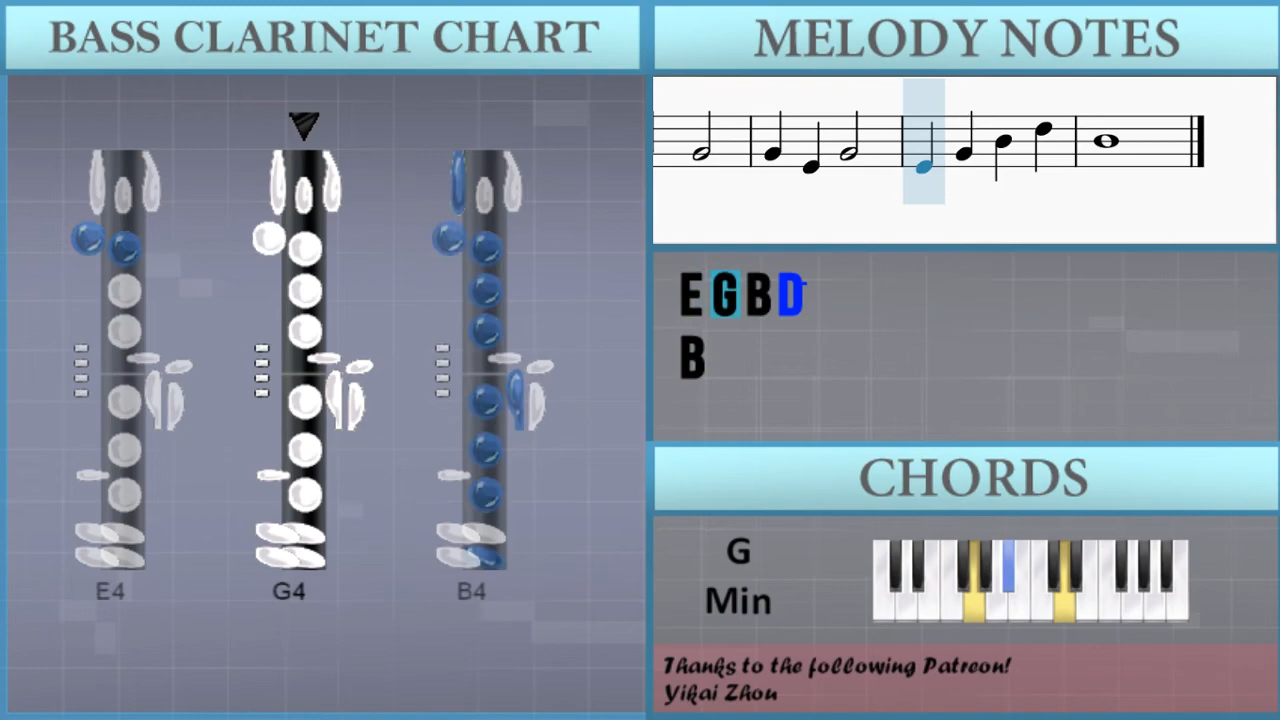 BASS CLARINET CHART
MELODY NOTES
E G B D
B
E4
G4
B4
CHORDS
G
Min
Thanks to the following Patreon!
Yikai Zhou